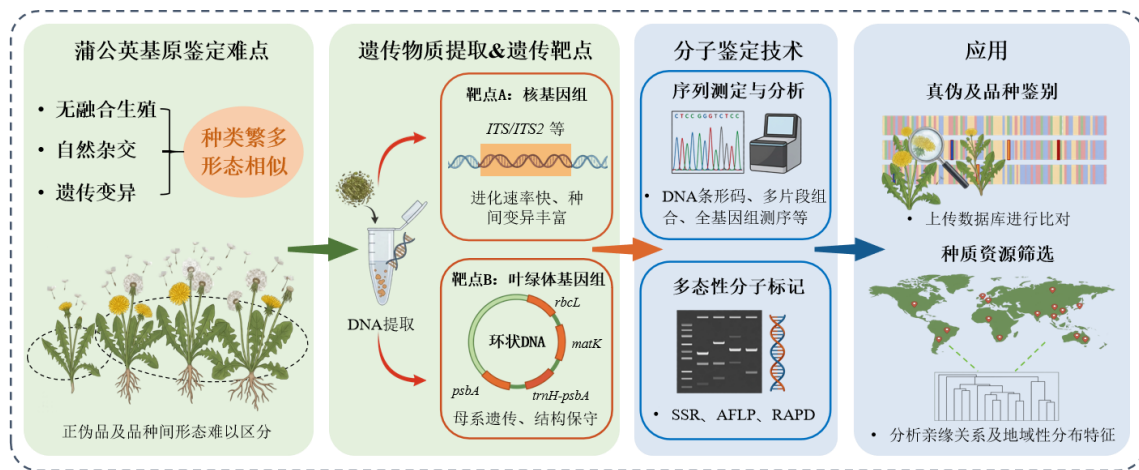 蒲公英基原鉴定难点
• 无融合生殖
• 自然杂交
• 遗传变异
种类繁多
形态相似
正伪品及品种间形态难以区分
遗传物质提取&遗传靶点
DNA提取
靶点A：核基因组
ITS/ITS2 等
进化速率快、种
间变异丰富
靶点B：叶绿体基因组
环状DNA
rbcL
matK
trnH-psbA
psbA
母系遗传、结构保守
分子鉴定技术
序列测定与分析
CTCCGGGTCTCC
• DNA条形码、多片段组
合、全基因组测序等
多态性分子标记
• SSR、AFLP、RAPD
应用
真伪及品种鉴别
• 上传数据库进行比对
种质资源筛选
• 分析亲缘关系及地域性分布特征